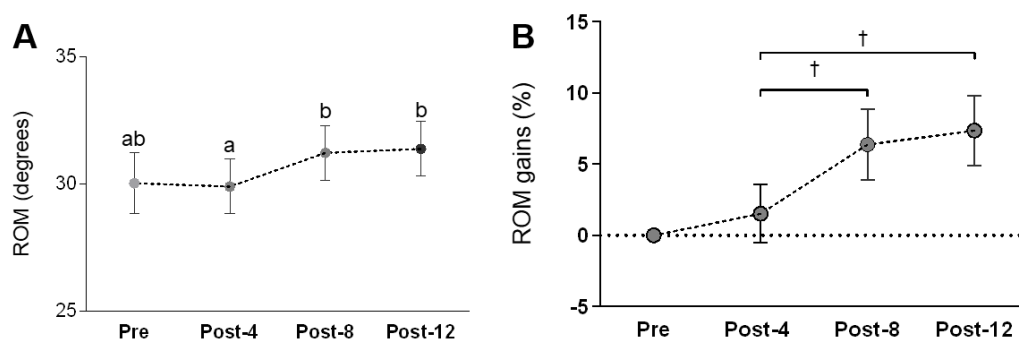 A
ROM (degrees)
35
30
25
ab
a
b
b
Pre Post-4 Post-8 Post-12
B
ROM gains (%)
15
10
5
0
-5
†
†
Pre Post-4 Post-8 Post-12